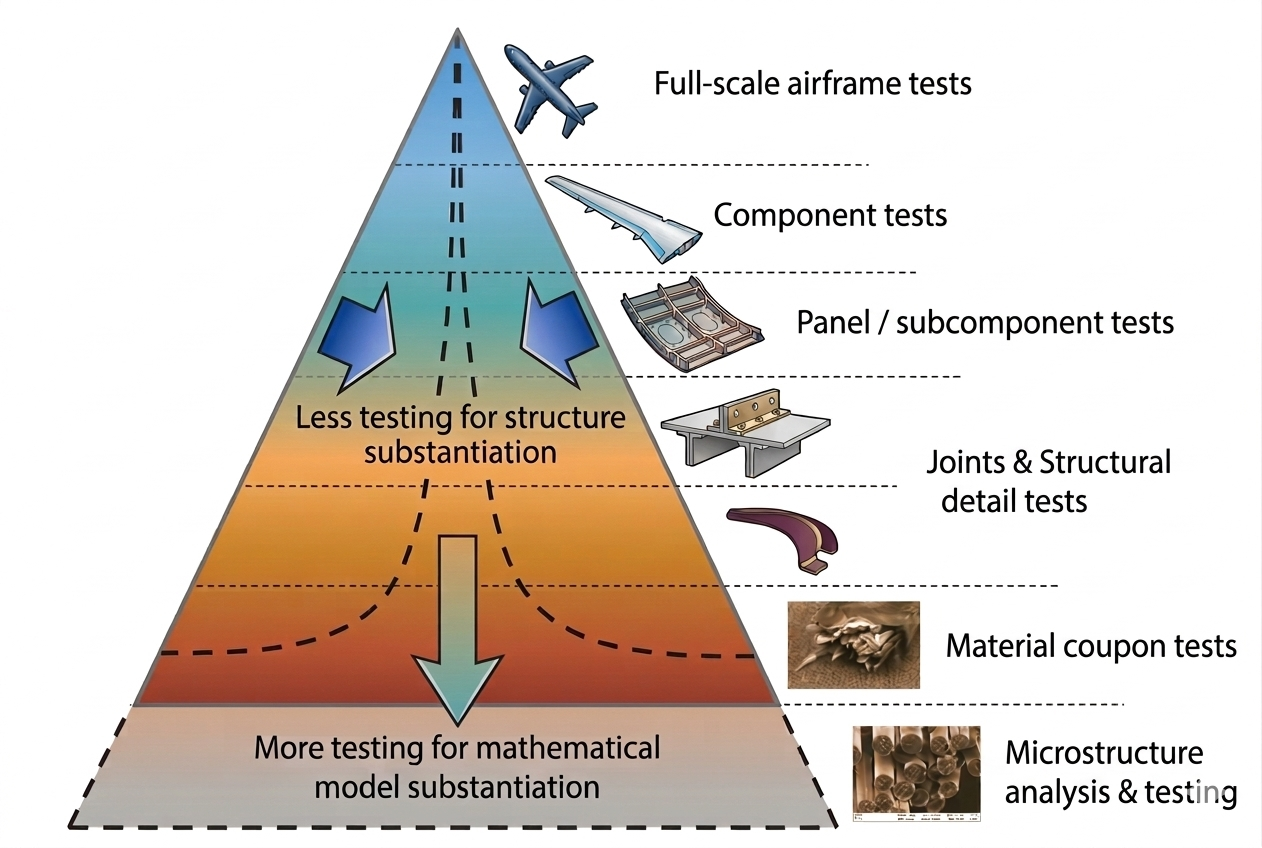 Full-scale airframe tests
Component tests
Panel / subcomponent tests
Less testing for structure
substantiation
Joints & Structural
detail tests
Material coupon tests
More testing for mathematical
model substantiation
Microstructure
analysis & testing